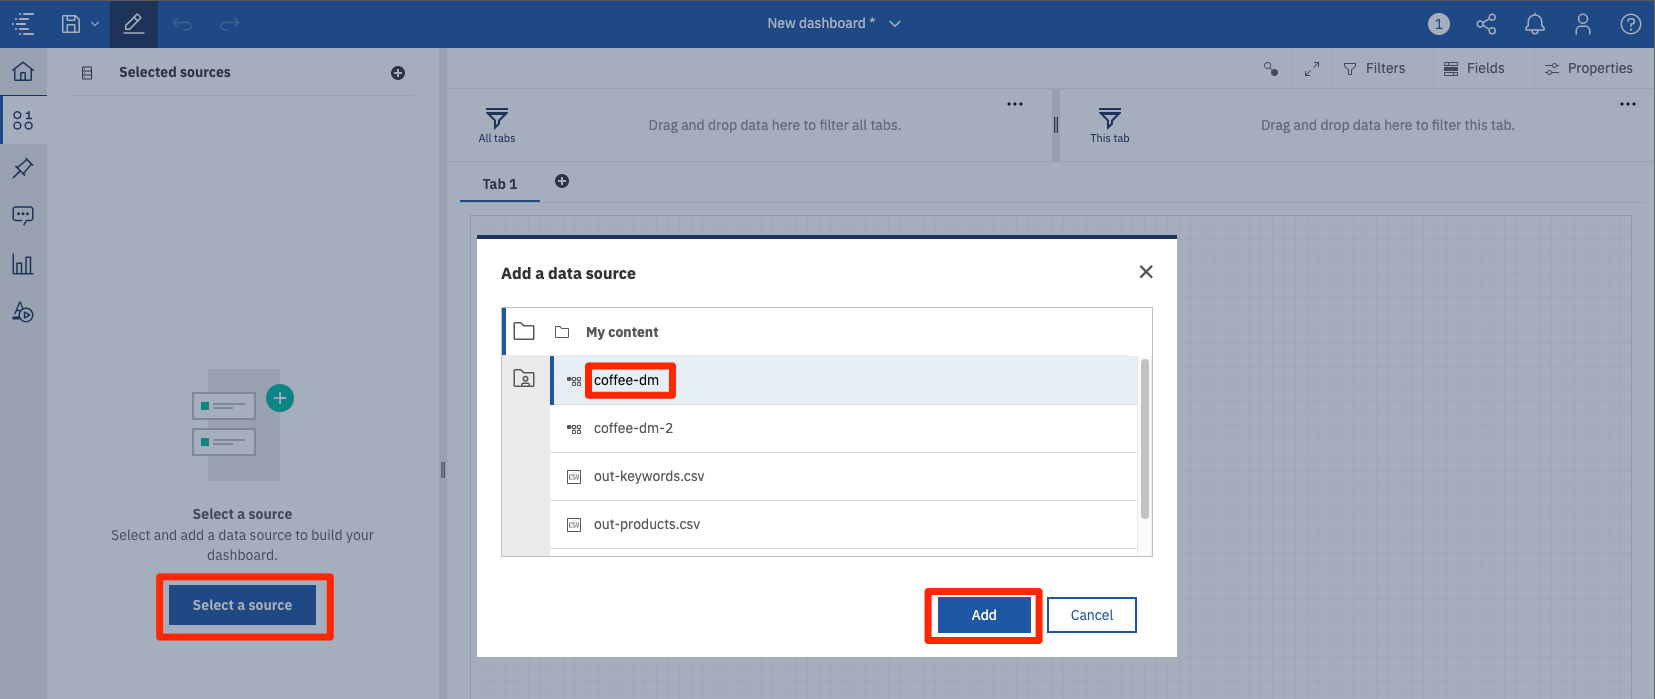 New dashboard *
1
Selected sources
Filters
Fields
Properties
All tabs
Drag and drop data here to filter all tabs.
This tab
Drag and drop data here to filter this tab.
Tab 1
Add a data source
My content
coffee-dm
coffee-dm-2
CSV
out-keywords.csv
CSV
out-products.csv
Select a source
Select and add a data source to build your
dashboard.
Select a source
Add
Cancel